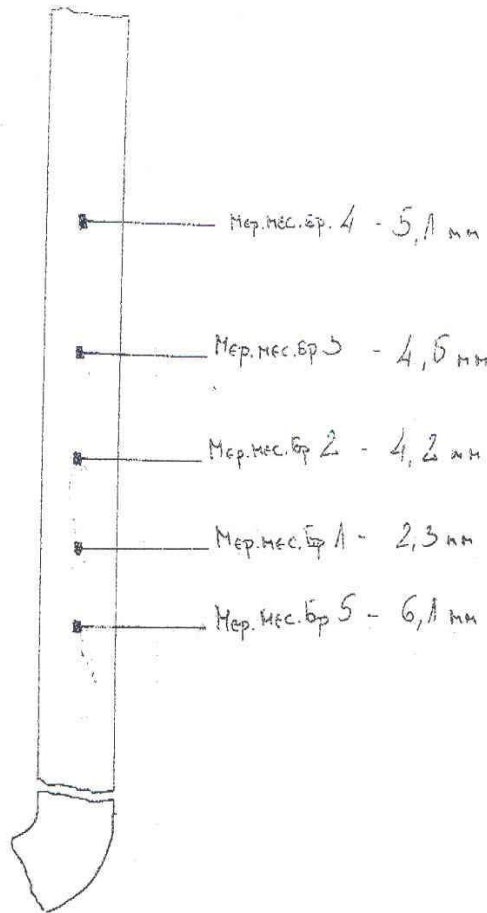 Мер.мес.бр. 4 - 5,1 мм
Мер.мес.бр 3 - 4,5 мм
Мер.мес.бр 2 - 4,2 мм
Мер.мес.бр 1 - 2,3 мм
Мер.мес.бр 5 - 6,1 мм